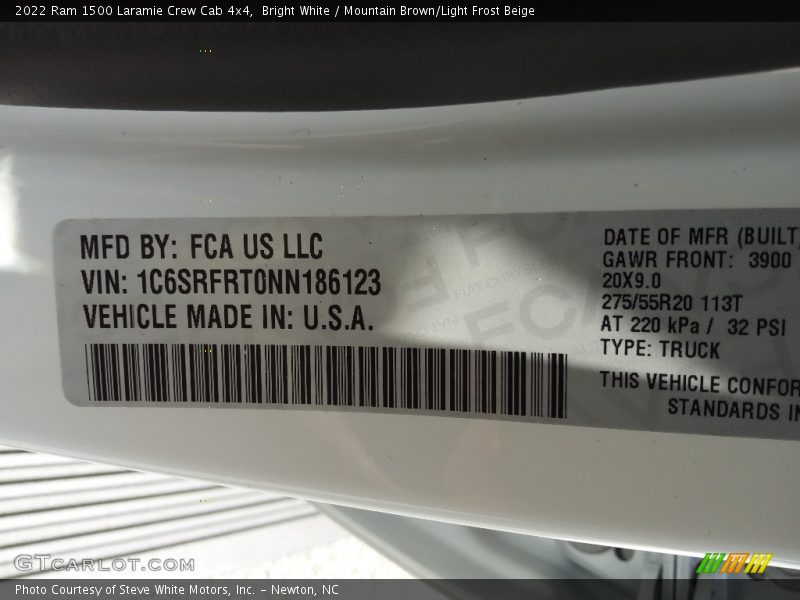 2022 Ram 1500 Laramie Crew Cab 4x4,  Bright White / Mountain Brown/Light Frost Beige
MFD BY: FCA US LLC
VIN: 1C6SRFRT0NN186123
VEHICLE MADE IN: U.S.A.
DATE OF MFR (BUILT)
GAWR FRONT: 3900
20X9.0
275/55R20 113T
AT 220 kPa / 32 PSI
TYPE: TRUCK
THIS VEHICLE CONFOR
STANDARDS IN
GTCARLOT.COM
Photo Courtesy of Steve White Motors, Inc. – Newton, NC